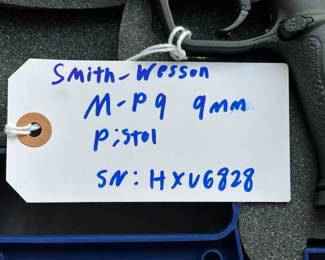 Smith-Wesson
M-P9 9mm
Pistol
SN: HXV6828